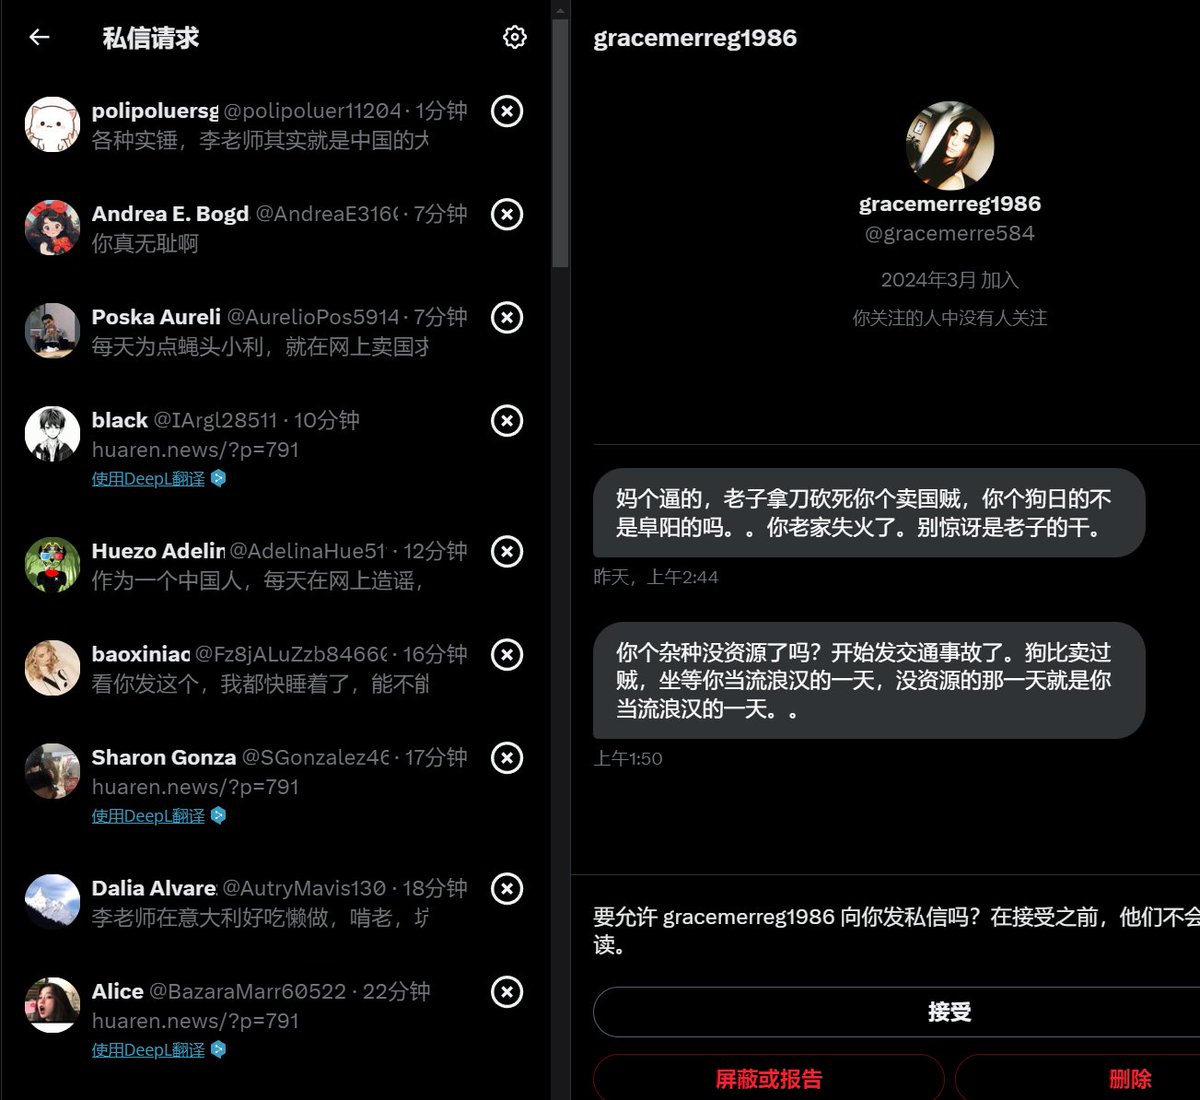 私信请求
polipoluersg @polipoluer11204 · 1分钟
各种实锤，李老师其实就是中国的大
Andrea E. Bogd @AndreaE316 · 7分钟
你真无耻啊
Poska Aureli @AurelioPos5914 · 7分钟
每天为点蝇头小利，就在网上卖国求
black @IArgl28511 · 10分钟
huaren.news/?p=791
使用DeepL翻译
Huezo Adelin @AdelinaHue51 · 12分钟
作为一个中国人，每天在网上造谣，
baoxiniao @Fz8jALuZzb8466 · 16分钟
看你发这个，我都快睡着了，能不能
Sharon Gonza @SGonzalez46 · 17分钟
huaren.news/?p=791
使用DeepL翻译
Dalia Alvare @AutryMavis130 · 18分钟
李老师在意大利好吃懒做，啃老，坑
Alice @BazaraMarr60522 · 22分钟
huaren.news/?p=791
使用DeepL翻译
gracemerreg1986
gracemerreg1986
@gracemerre584
2024年3月 加入
你关注的人中没有人关注
妈个逼的，老子拿刀砍死你个卖国贼，你个狗日的不
是阜阳的吗。。你老家失火了。别惊讶是老子的干。
昨天，上午2:44
你个杂种没资源了吗？开始发交通事故了。狗比卖过
贼，坐等你当流浪汉的一天，没资源的那一天就是你
当流浪汉的一天。。
上午1:50
要允许 gracemerreg1986 向你发私信吗？在接受之前，他们不会
读。
接受
屏蔽或报告
删除